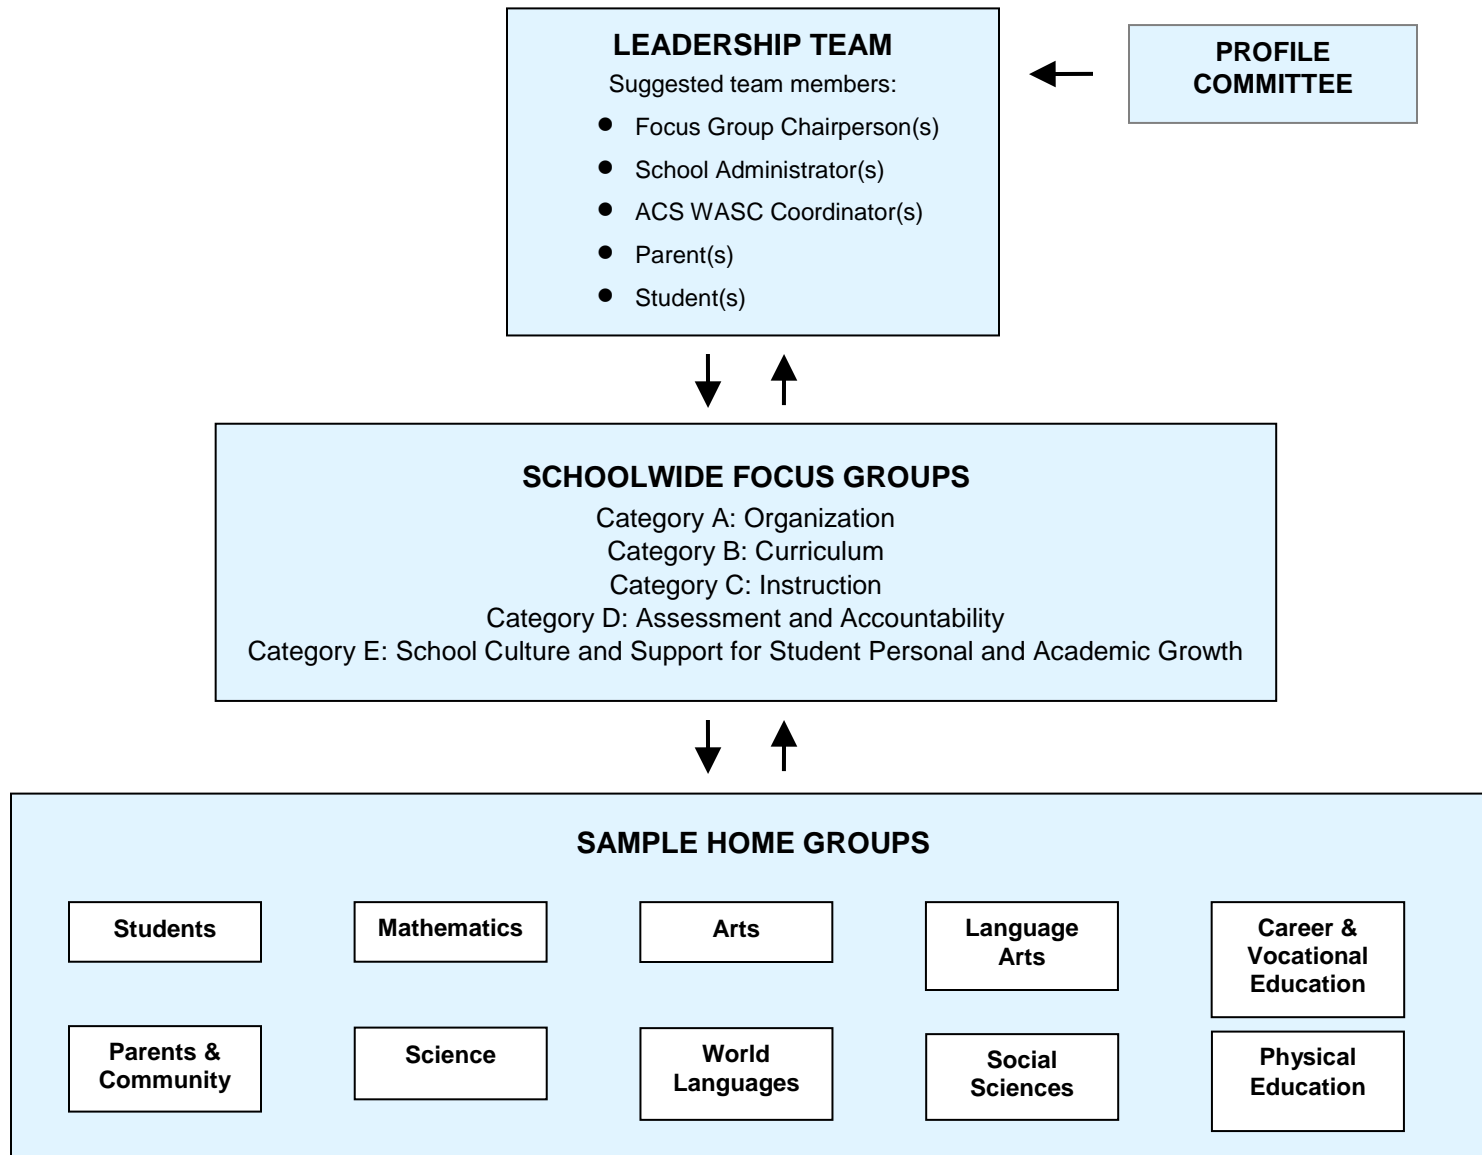 LEADERSHIP TEAM
Suggested team members:
● Focus Group Chairperson(s)
● School Administrator(s)
● ACS WASC Coordinator(s)
● Parent(s)
● Student(s)
PROFILE
COMMITTEE
SCHOOLWIDE FOCUS GROUPS
Category A: Organization
Category B: Curriculum
Category C: Instruction
Category D: Assessment and Accountability
Category E: School Culture and Support for Student Personal and Academic Growth
SAMPLE HOME GROUPS
Students
Mathematics
Arts
Language
Arts
Career &
Vocational
Education
Parents &
Community
Science
World
Languages
Social
Sciences
Physical
Education